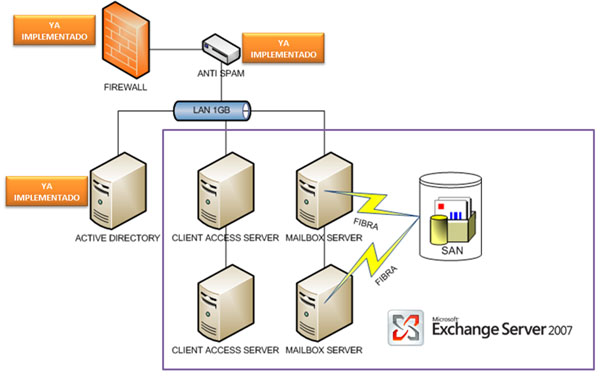 YA
IMPLEMENTADO
YA
IMPLEMENTADO
ANTI SPAM
FIREWALL
LAN 1GB
YA
IMPLEMENTADO
ACTIVE DIRECTORY
CLIENT ACCESS SERVER
MAILBOX SERVER
FIBRA
SAN
FIBRA
CLIENT ACCESS SERVER
MAILBOX SERVER
Microsoft
Exchange Server 2007